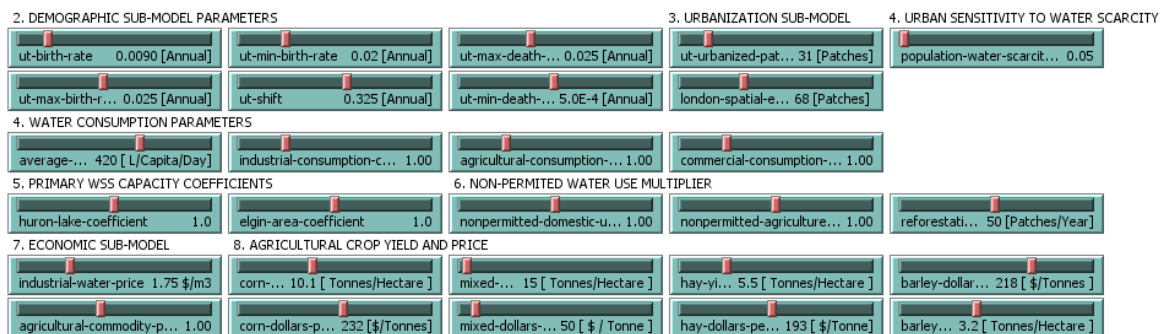 2. DEMOGRAPHIC SUB-MODEL PARAMETERS 3. URBANIZATION SUB-MODEL 4. URBAN SENSITIVITY TO WATER SCARCITY
ut-birth-rate 0.0090 [Annual] ut-min-birth-rate 0.02 [Annual] ut-max-death-... 0.025 [Annual] ut-urbanized-pat... 31 [Patches] population-water-scarcit... 0.05
ut-max-birth-r... 0.025 [Annual] ut-shift 0.325 [Annual] ut-min-death-... 5.0E-4 [Annual] london-spatial-e... 68 [Patches]
4. WATER CONSUMPTION PARAMETERS
average-... 420 [ L/Capita/Day] industrial-consumption-c... 1.00 agricultural-consumption-... 1.00 commercial-consumption-... 1.00
5. PRIMARY WSS CAPACITY COEFFICIENTS 6. NON-PERMITED WATER USE MULTIPLIER
huron-lake-coefficient 1.0 elgin-area-coefficient 1.0 nonpermitted-domestic-u... 1.00 nonpermitted-agriculture... 1.00 reforestati... 50 [Patches/Year]
7. ECONOMIC SUB-MODEL 8. AGRICULTURAL CROP YIELD AND PRICE
industrial-water-price 1.75 $/m3 corn-... 10.1 [ Tonnes/Hectare ] mixed-... 15 [ Tonnes/Hectare ] hay-yi... 5.5 [ Tonnes/Hectare ] barley-dollar... 218 [ $/Tonnes ]
agricultural-commodity-p... 1.00 corn-dollars-p... 232 [$/Tonnes] mixed-dollars-... 50 [ $ / Tonne ] hay-dollars-pe... 193 [ $/Tonne] barley... 3.2 [ Tonnes/Hectare ]